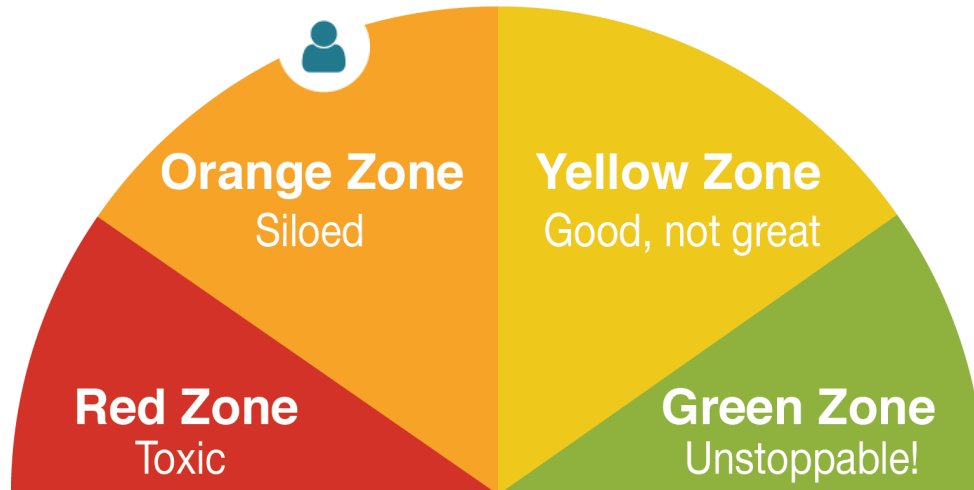 Orange Zone
Siloed
Yellow Zone
Good, not great
Red Zone
Toxic
Green Zone
Unstoppable!